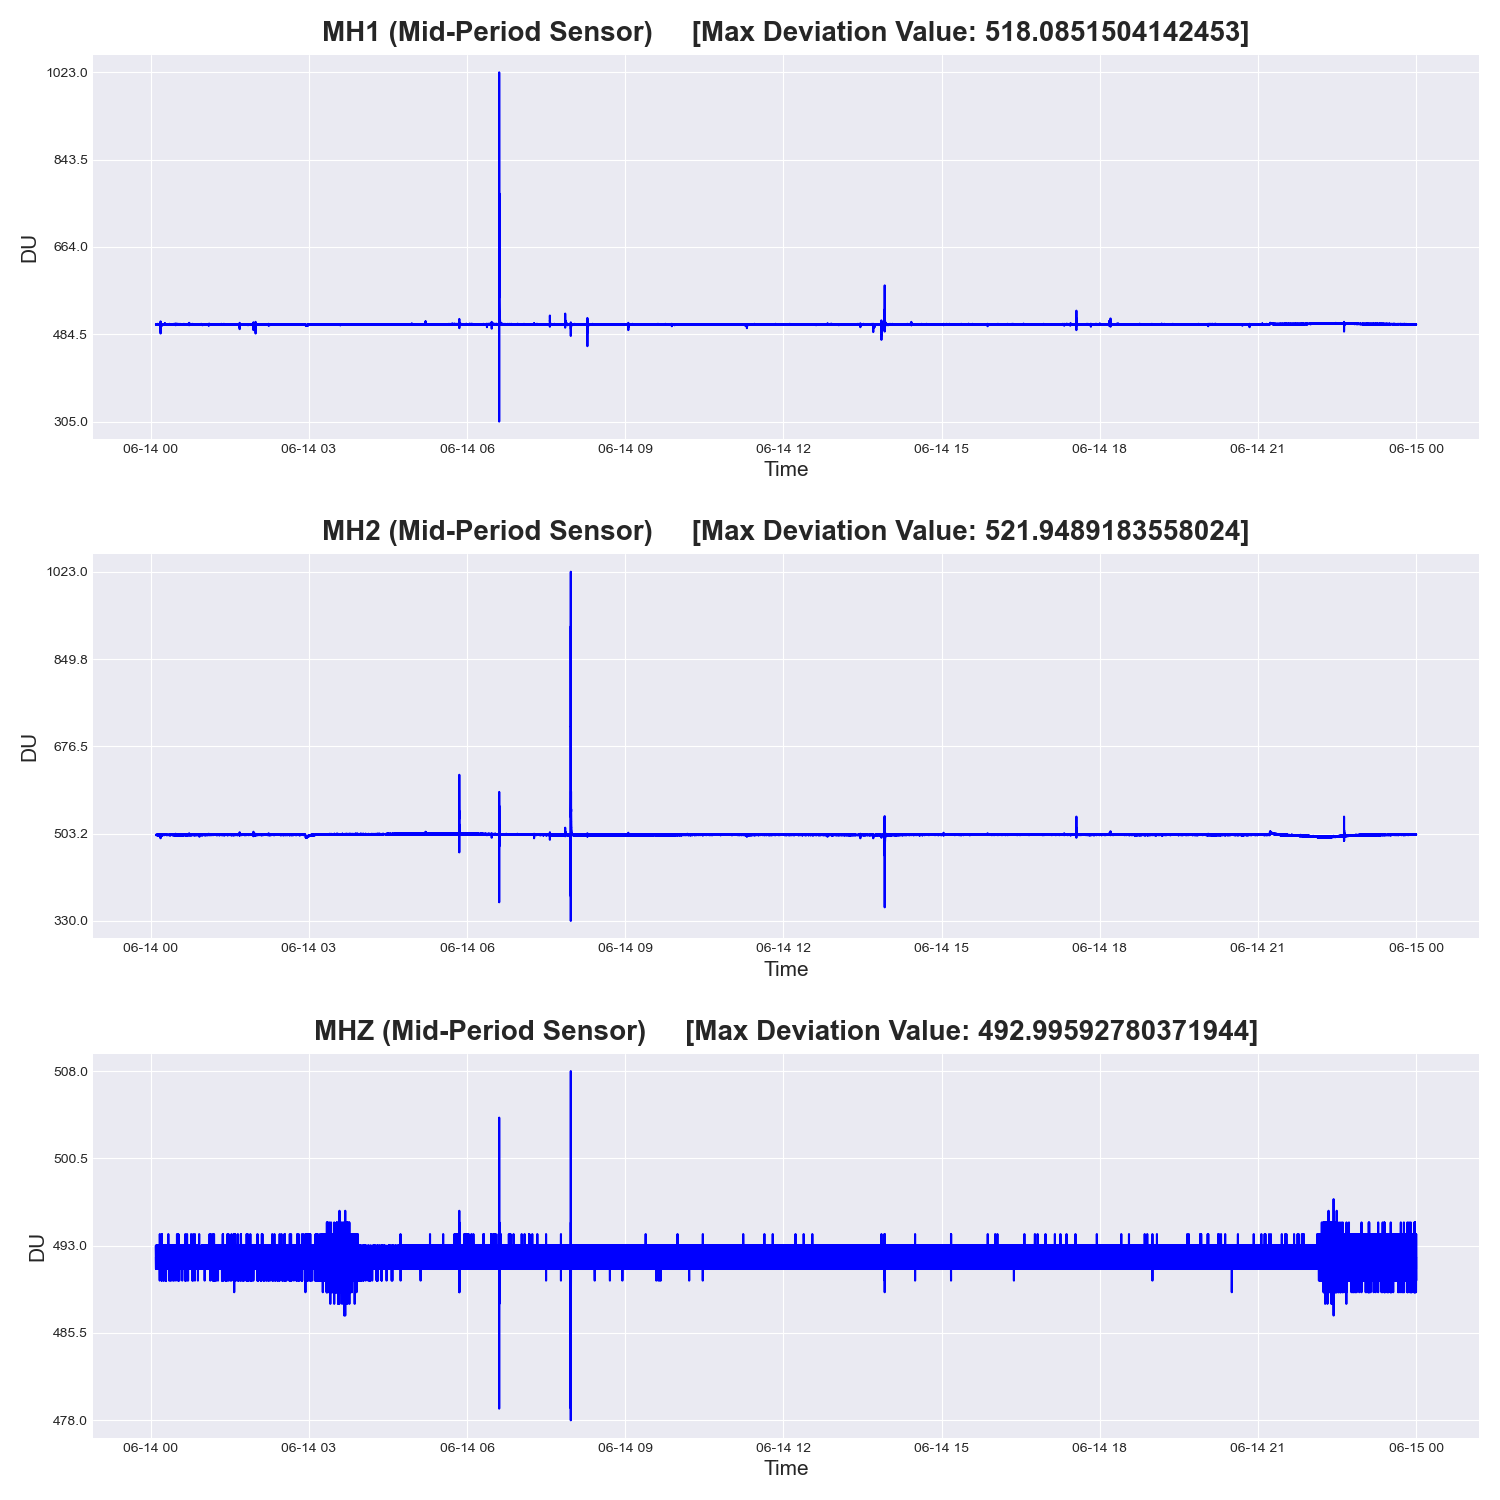 MH1 (Mid-Period Sensor) [Max Deviation Value: 518.0851504142453]
1023.0
843.5
664.0
484.5
305.0
DU
06-14 00 06-14 03 06-14 06 06-14 09 06-14 12 06-14 15 06-14 18 06-14 21 06-15 00
Time
MH2 (Mid-Period Sensor) [Max Deviation Value: 521.9489183558024]
1023.0
849.8
676.5
503.2
330.0
DU
06-14 00 06-14 03 06-14 06 06-14 09 06-14 12 06-14 15 06-14 18 06-14 21 06-15 00
Time
MHZ (Mid-Period Sensor) [Max Deviation Value: 492.99592780371944]
508.0
500.5
493.0
485.5
478.0
DU
06-14 00 06-14 03 06-14 06 06-14 09 06-14 12 06-14 15 06-14 18 06-14 21 06-15 00
Time